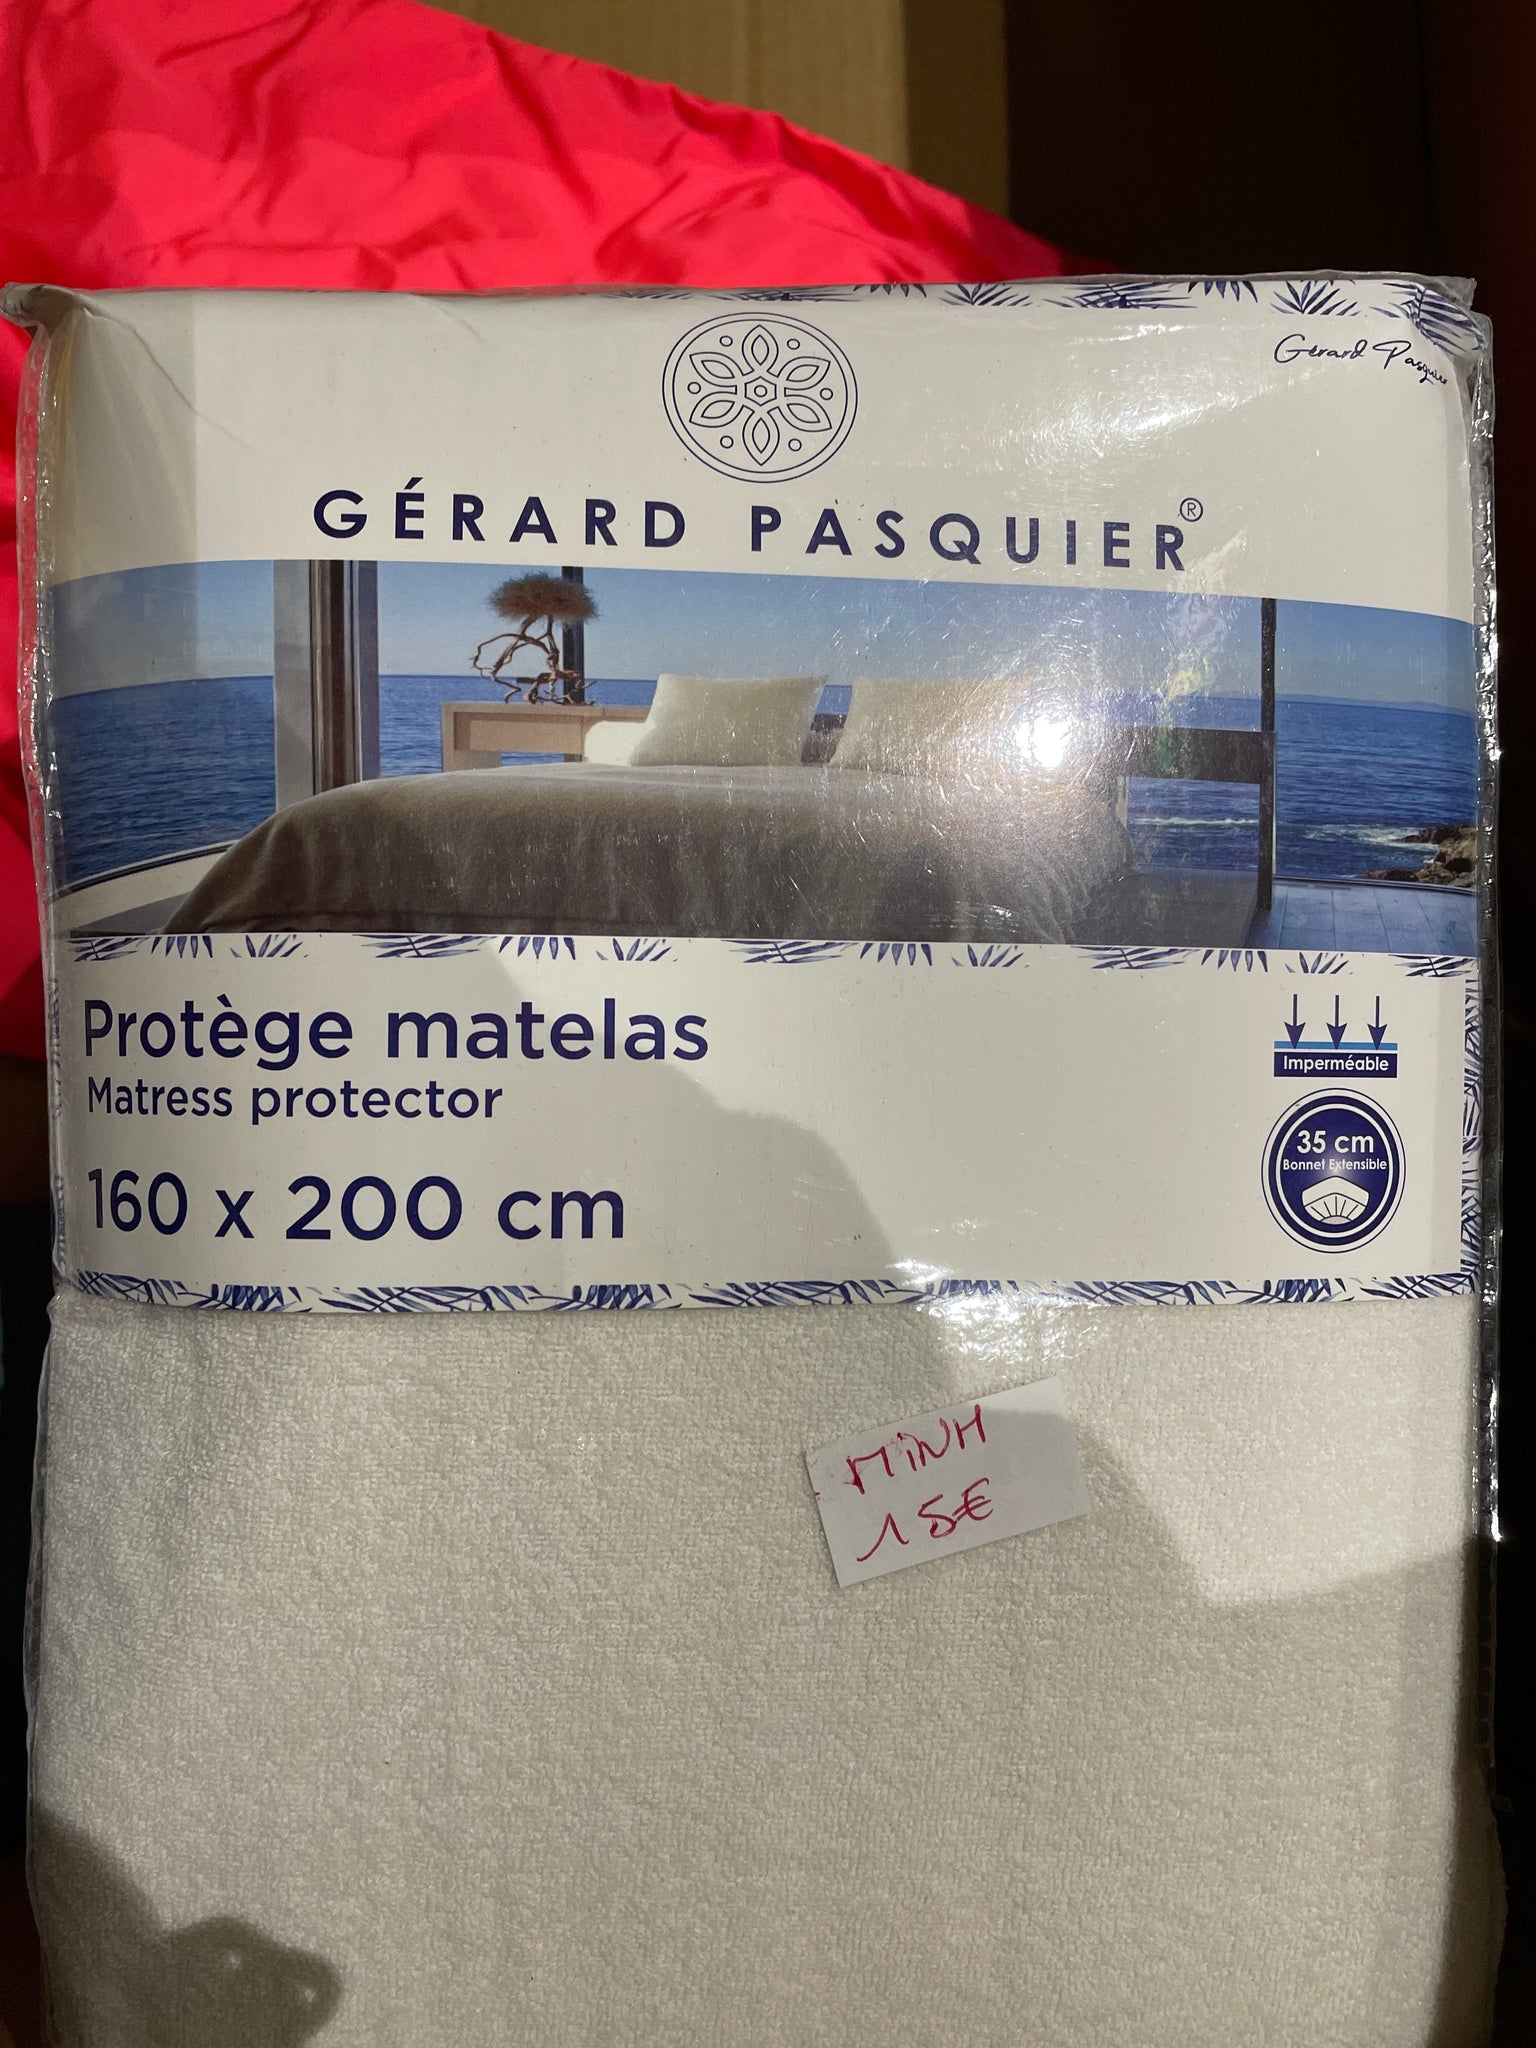 Gérard Pasquier
GÉRARD PASQUIER®
Protège matelas
Matress protector
160 x 200 cm
Imperméable
35 cm
Bonnet Extensible
MINH
15€